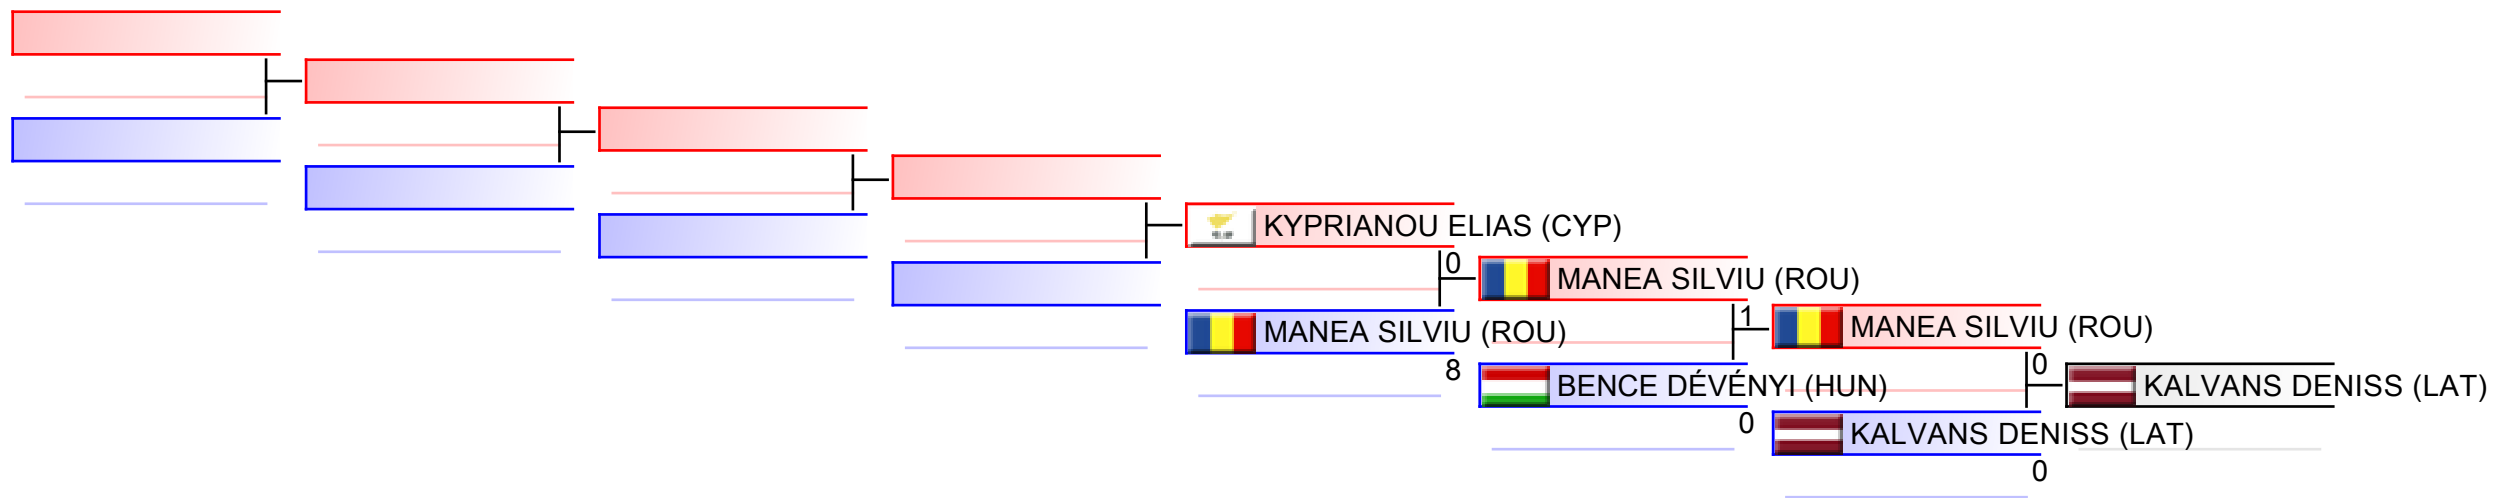 KYPRIANOU ELIAS (CYP)
0
MANEA SILVIU (ROU)
8
MANEA SILVIU (ROU)
1
BENCE DÉVÉNYI (HUN)
0
MANEA SILVIU (ROU)
0
KALVANS DENISS (LAT)
0
KALVANS DENISS (LAT)